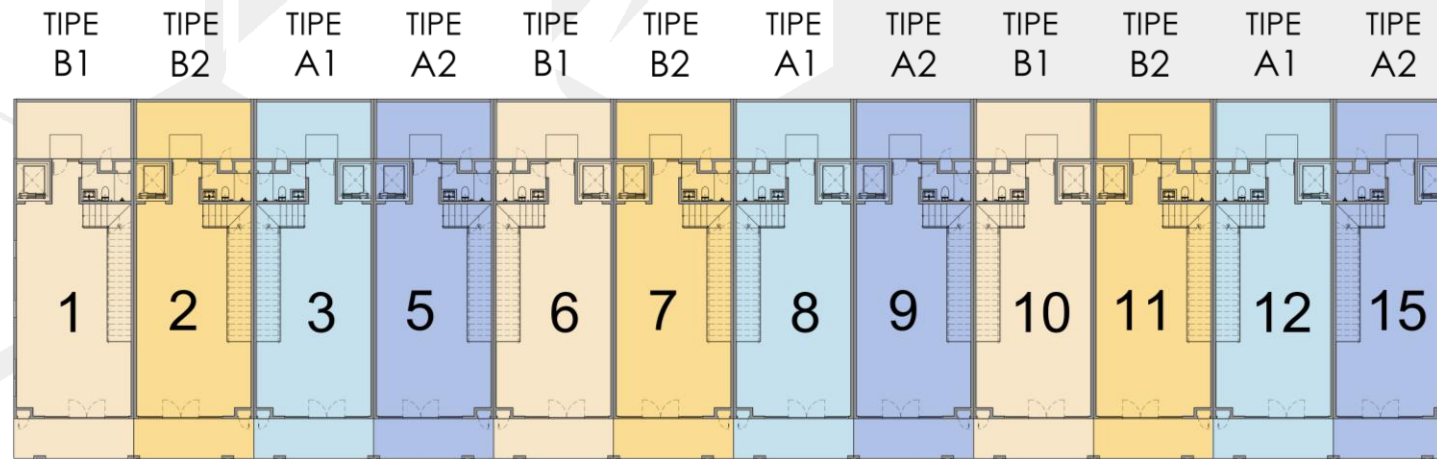 TIPE TIPE TIPE TIPE TIPE TIPE TIPE TIPE TIPE TIPE TIPE TIPE
B1 B2 A1 A2 B1 B2 A1 A2 B1 B2 A1 A2
1 2 3 5 6 7 8 9 10 11 12 15